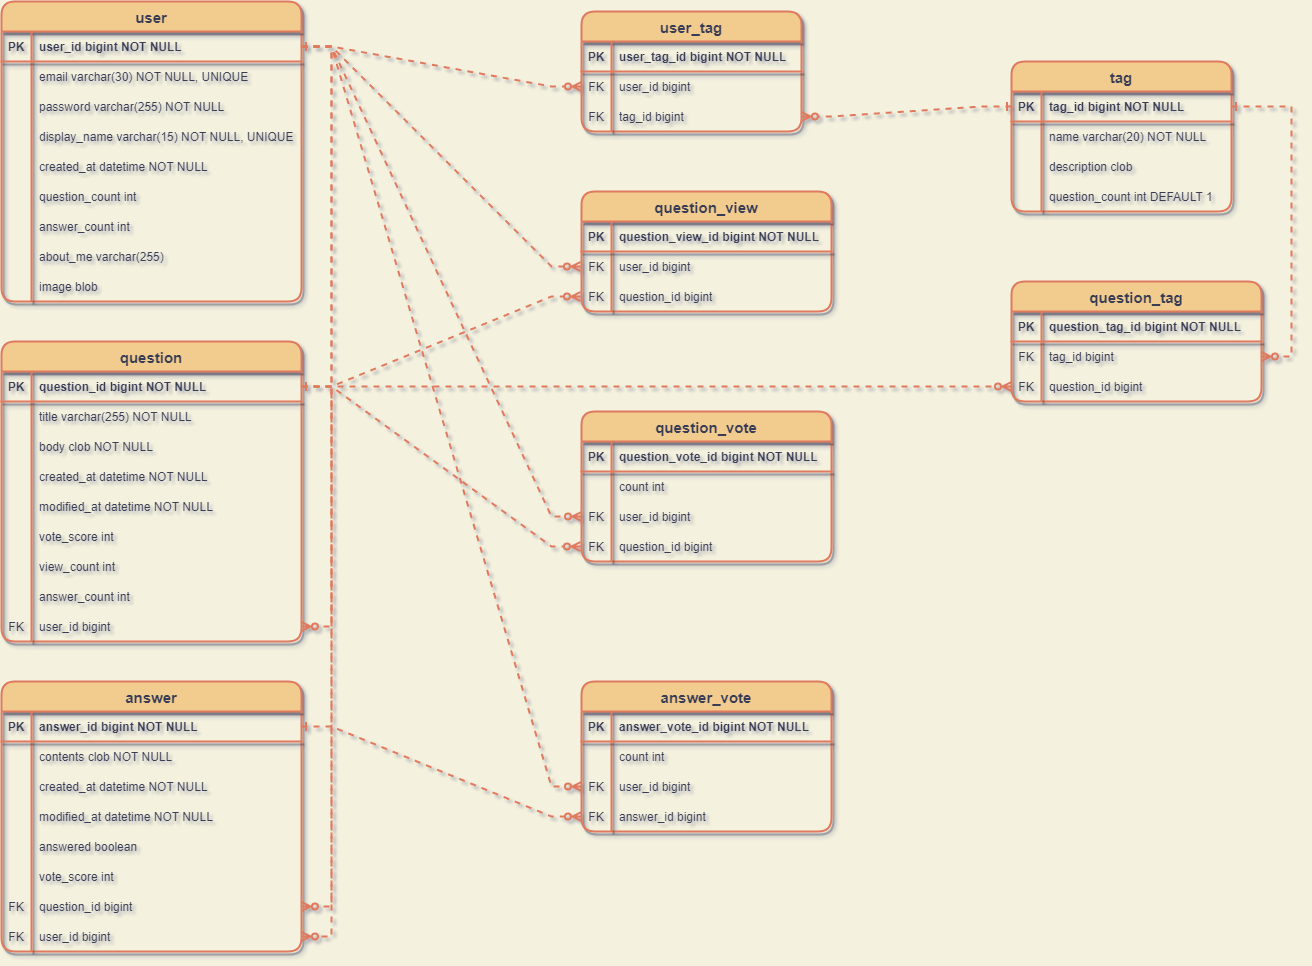 user
PK user_id bigint NOT NULL
email varchar(30) NOT NULL, UNIQUE
password varchar(255) NOT NULL
display_name varchar(15) NOT NULL, UNIQUE
created_at datetime NOT NULL
question_count int
answer_count int
about_me varchar(255)
image blob
question
PK question_id bigint NOT NULL
title varchar(255) NOT NULL
body clob NOT NULL
created_at datetime NOT NULL
modified_at datetime NOT NULL
vote_score int
view_count int
answer_count int
FK user_id bigint
answer
PK answer_id bigint NOT NULL
contents clob NOT NULL
created_at datetime NOT NULL
modified_at datetime NOT NULL
answered boolean
vote_score int
FK question_id bigint
FK user_id bigint
user_tag
PK user_tag_id bigint NOT NULL
FK user_id bigint
FK tag_id bigint
question_view
PK question_view_id bigint NOT NULL
FK user_id bigint
FK question_id bigint
question_vote
PK question_vote_id bigint NOT NULL
count int
FK user_id bigint
FK question_id bigint
answer_vote
PK answer_vote_id bigint NOT NULL
count int
FK user_id bigint
FK answer_id bigint
tag
PK tag_id bigint NOT NULL
name varchar(20) NOT NULL
description clob
question_count int DEFAULT 1
question_tag
PK question_tag_id bigint NOT NULL
FK tag_id bigint
FK question_id bigint